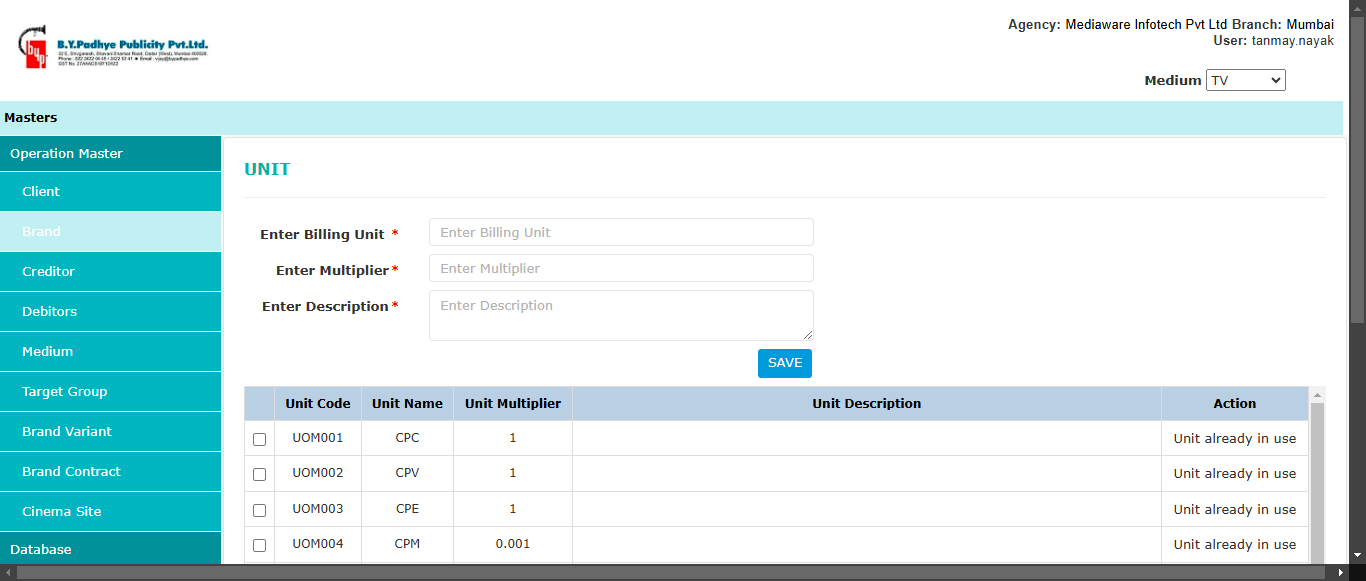 Agency: Mediaware Infotech Pvt Ltd Branch: Mumbai
User: tanmay.nayak
byp
B.Y.Padhye Publicity Pvt.Ltd.
Medium TV
Masters
Operation Master
Client
Brand
Creditor
Debitors
Medium
Target Group
Brand Variant
Brand Contract
Cinema Site
Database
UNIT
Enter Billing Unit * Enter Billing Unit
Enter Multiplier* Enter Multiplier
Enter Description* Enter Description
SAVE
Unit Code Unit Name Unit Multiplier Unit Description Action
UOM001 CPC 1 Unit already in use
UOM002 CPV 1 Unit already in use
UOM003 CPE 1 Unit already in use
UOM004 CPM 0.001 Unit already in use